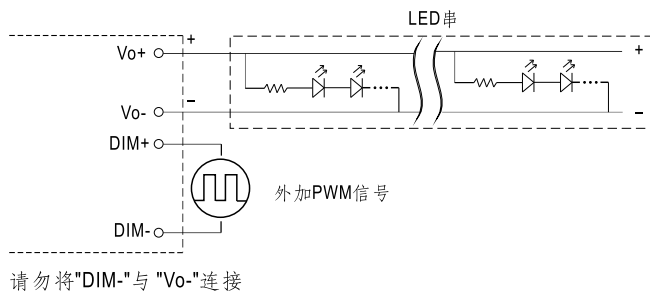 LED串
Vo+
+
+
Vo-
−
−
DIM+
外加PWM信号
DIM-
请勿将"DIM-"与 "Vo-"连接